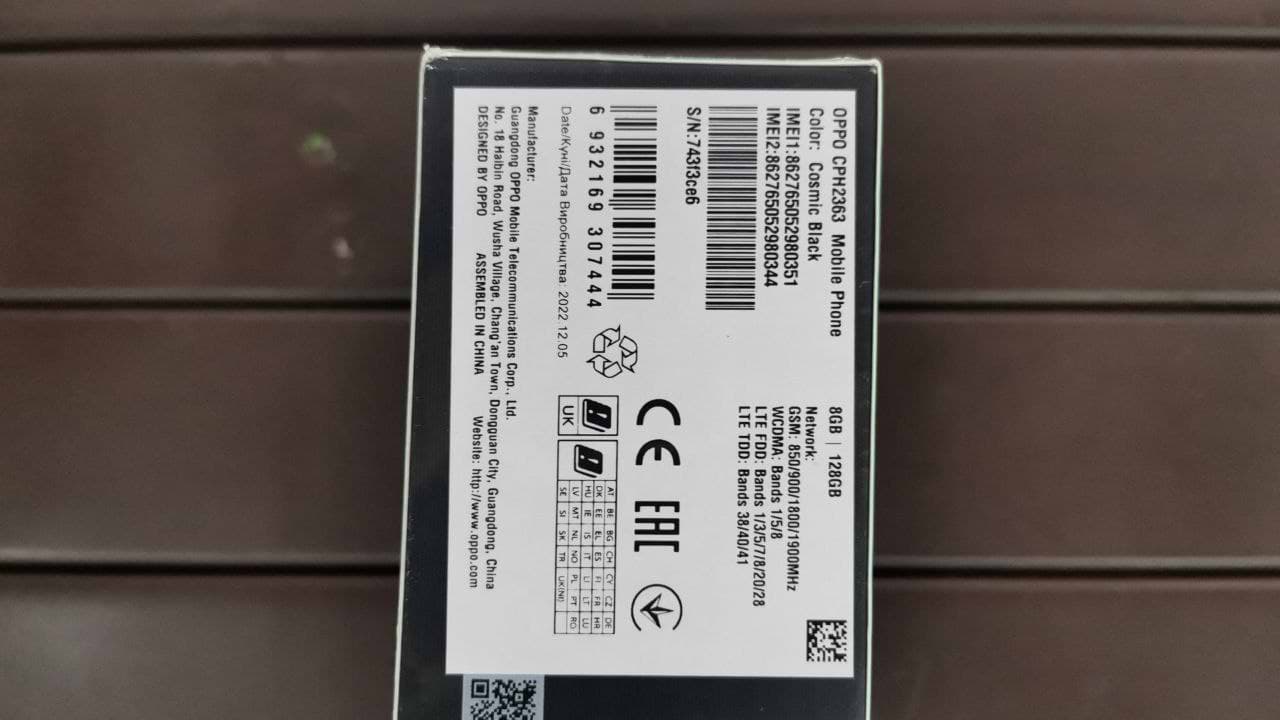 OPPO CPH2363 Mobile Phone
Color: Cosmic Black
IMEI1:862765052980351
IMEI2:862765052980344
S/N:743f3ce6
8GB | 128GB
Network:
GSM: 850/900/1800/1900MHz
WCDMA: Bands 1/5/8
LTE FDD: Bands 1/3/5/7/8/20/28
LTE TDD: Bands 38/40/41
6 932169 307444
Date/Күні/Дата Виробництва: 2022.12.05
CE EAC
UK
AT BE BG CH CY CZ DE
DK EE EL ES FI FR HR
HU IE IS IT LI LT LU
LV MT NL NO PL PT RO
SE SI SK TR UK(NI)
Manufacturer:
Guangdong OPPO Mobile Telecommunications Corp., Ltd.
No. 18 Haibin Road, Wusha Village, Chang'an Town, Dongguan City, Guangdong, China
DESIGNED BY OPPO ASSEMBLED IN CHINA Website: http://www.oppo.com